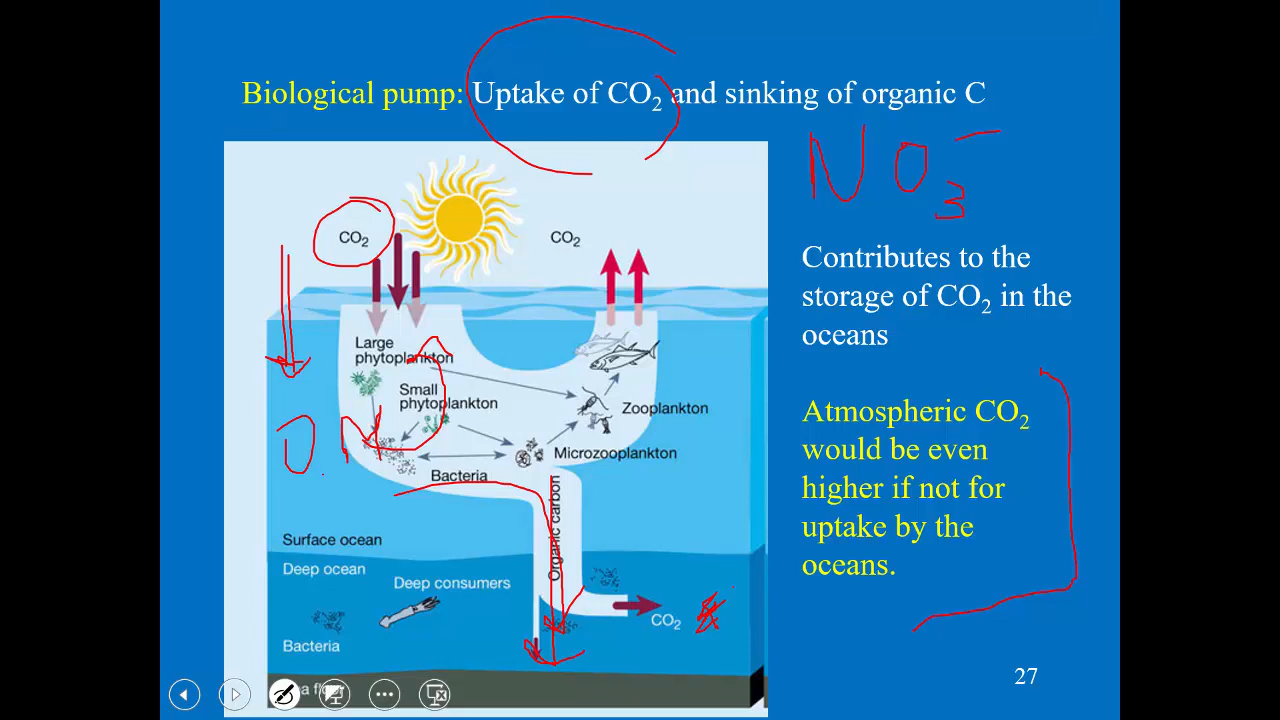 Biological pump: Uptake of CO2 and sinking of organic C
NO3-
CO2
CO2
Contributes to the
storage of CO2 in the
oceans
Large
phytoplankton
Small
phytoplankton
Zooplankton
Microzooplankton
Bacteria
Organic carbon
Atmospheric CO2
would be even
higher if not for
uptake by the
oceans.
Surface ocean
Deep ocean
Deep consumers
CO2
Bacteria
27